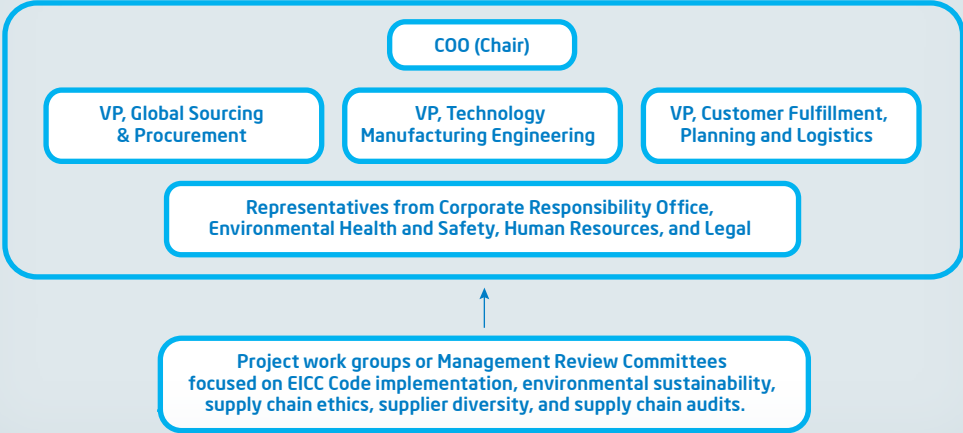 COO (Chair)
VP, Global Sourcing
& Procurement
VP, Technology
Manufacturing Engineering
VP, Customer Fulfillment,
Planning and Logistics
Representatives from Corporate Responsibility Office,
Environmental Health and Safety, Human Resources, and Legal
Project work groups or Management Review Committees
focused on EICC Code implementation, environmental sustainability,
supply chain ethics, supplier diversity, and supply chain audits.